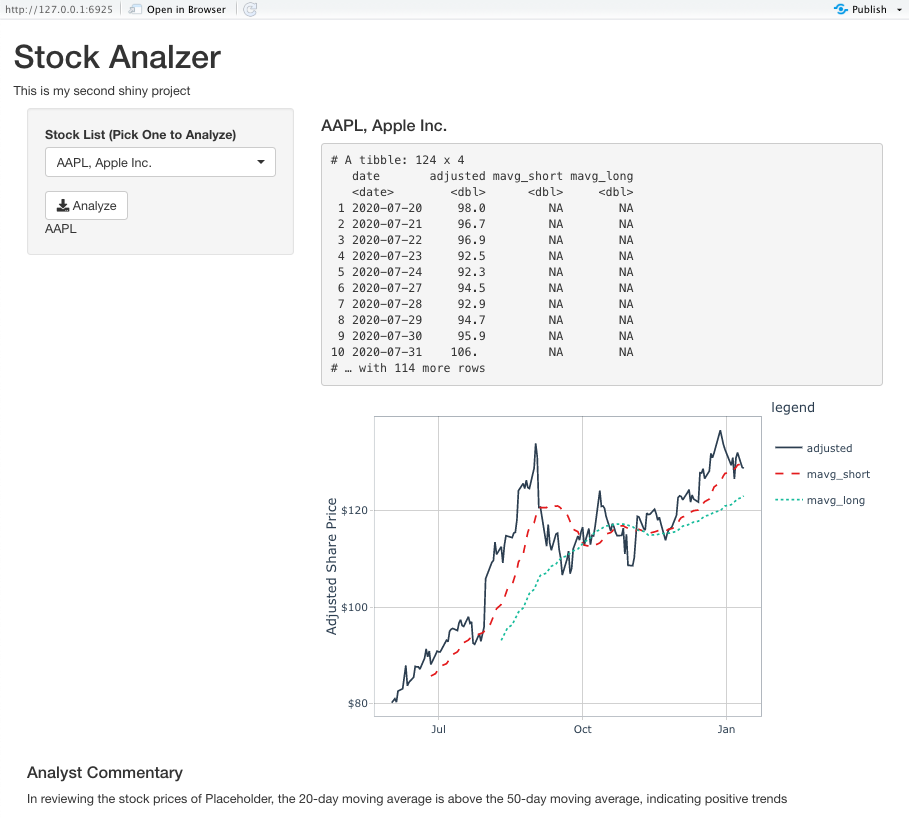 http://127.0.0.1:6925 Open in Browser Publish
Stock Analzer
This is my second shiny project
Stock List (Pick One to Analyze)
AAPL, Apple Inc.
Analyze
AAPL
AAPL, Apple Inc.
# A tibble: 124 x 4
date adjusted mavg_short mavg_long
<date> <dbl> <dbl> <dbl>
1 2020-07-20 98.0 NA NA
2 2020-07-21 96.7 NA NA
3 2020-07-22 96.9 NA NA
4 2020-07-23 92.5 NA NA
5 2020-07-24 92.3 NA NA
6 2020-07-27 94.5 NA NA
7 2020-07-28 92.9 NA NA
8 2020-07-29 94.7 NA NA
9 2020-07-30 95.9 NA NA
10 2020-07-31 106. NA NA
# … with 114 more rows
legend
adjusted
mavg_short
mavg_long
Adjusted Share Price
$120
$100
$80
Jul Oct Jan
Analyst Commentary
In reviewing the stock prices of Placeholder, the 20-day moving average is above the 50-day moving average, indicating positive trends